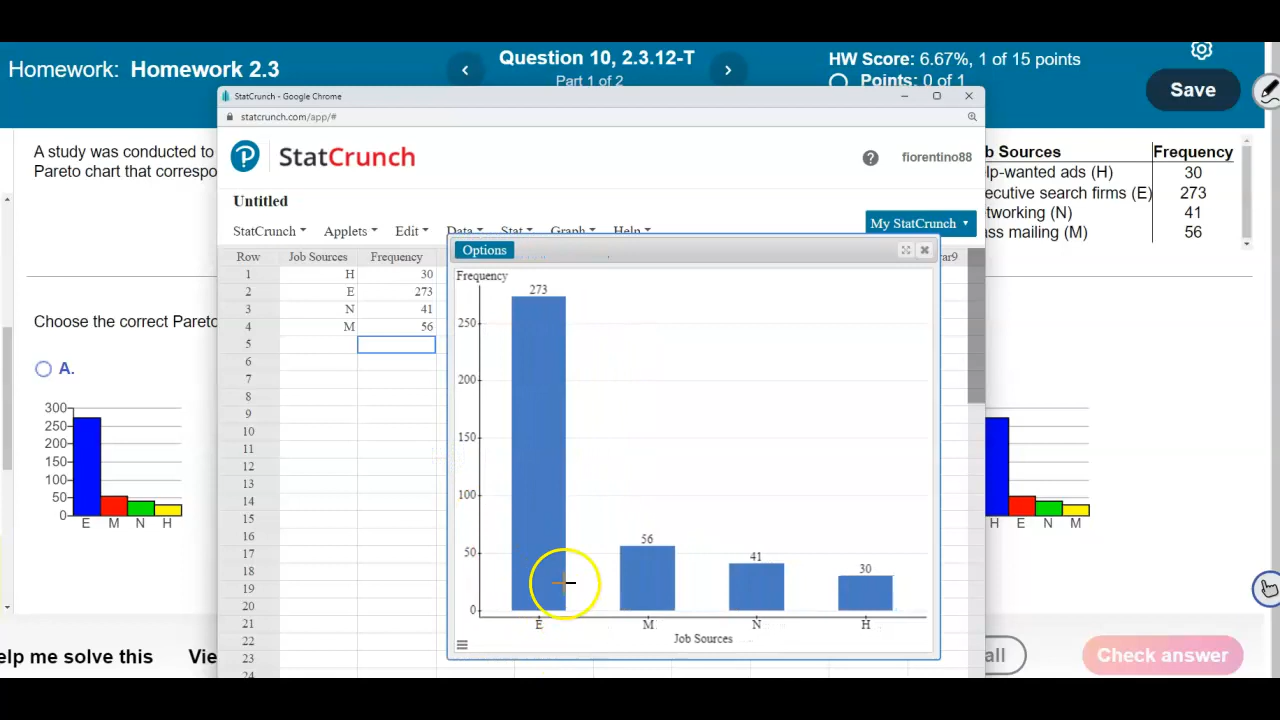 Homework: Homework 2.3
Question 10, 2.3.12-T
Part 1 of 2
HW Score: 6.67%, 1 of 15 points
Points: 0 of 1
Save
StatCrunch - Google Chrome
statcrunch.com/app/#
StatCrunch
fiorentino88
Untitled
My StatCrunch
StatCrunch Applets Edit Data Stat Graph Help
A study was conducted to
Pareto chart that correspo
b Sources Frequency
lp-wanted ads (H) 30
ecutive search firms (E) 273
tworking (N) 41
ass mailing (M) 56
Choose the correct Pareto
A.
300
250
200
150
100
50
0
E M N H
Row Job Sources Frequency ar9
1 H 30
2 E 273
3 N 41
4 M 56
5
6
7
8
9
10
11
12
13
14
15
16
17
18
19
20
21
22
23
24
Options
Frequency
273
250
200
150
100
56
50
41
30
0
E M N H
Job Sources
H E N M
elp me solve this
Vie
all
Check answer